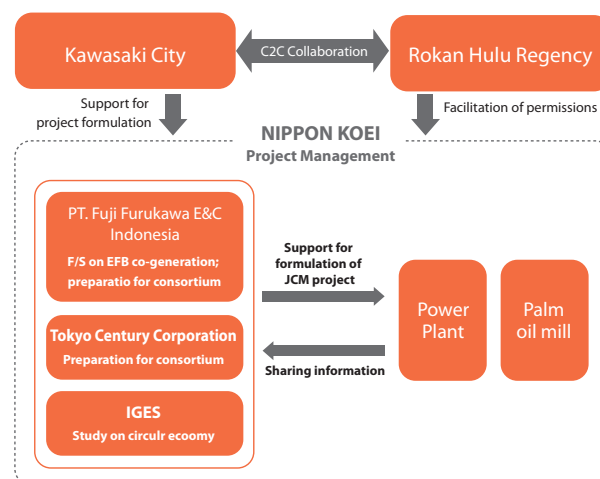 Kawasaki City
C2C Collaboration
Rokan Hulu Regency
Support for
project formulation
Facilitation of permissions
NIPPON KOEI
Project Management
PT. Fuji Furukawa E&C
Indonesia
F/S on EFB co-generation;
preparatio for consortium
Tokyo Century Corporation
Preparation for consortium
IGES
Study on circulr ecoomy
Support for
formulation of
JCM project
Sharing information
Power
Plant
Palm
oil mill